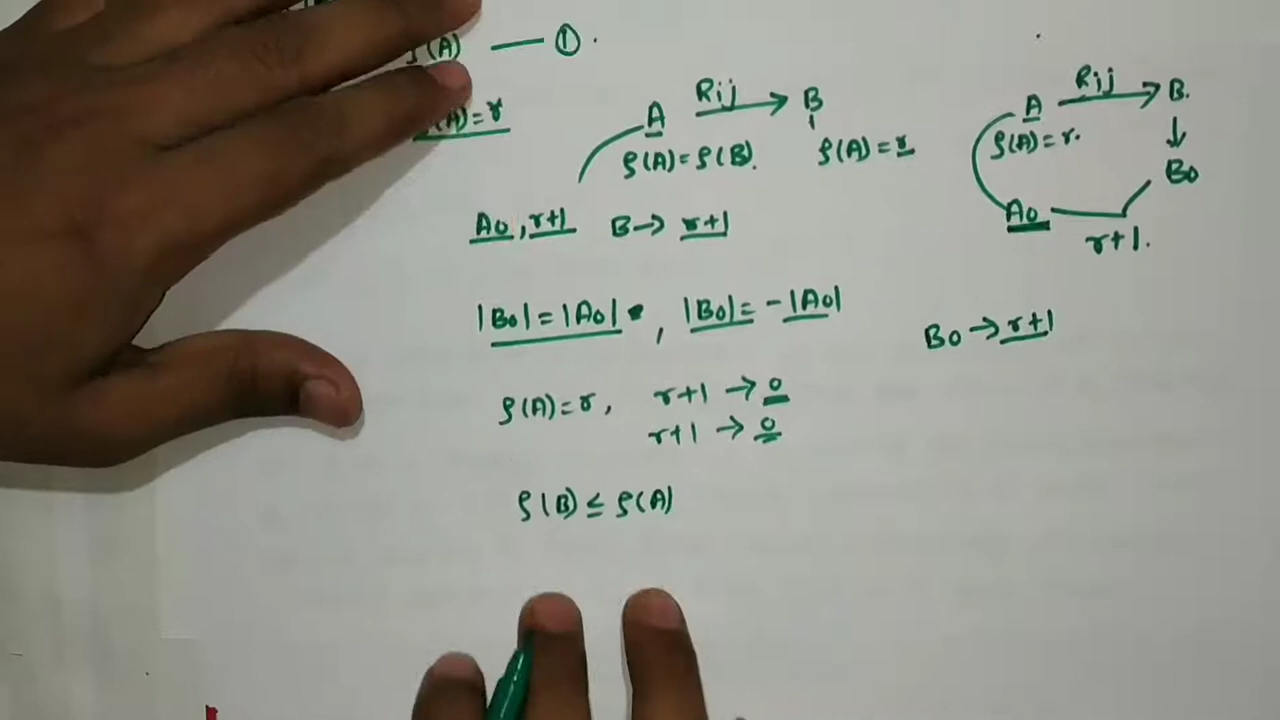 ρ(A) — ①.
ρ(A)=r
A Rij → B
ρ(A)=ρ(B). ρ(A)=r
A0, r+1 B→ r+1
|B0|=|A0| , |B0|= -|A0|
ρ(A)=r, r+1 → 0
r+1 → 0
ρ(B) ≤ ρ(A)
A Rij → B.
ρ(A)=r. ↓
B0
A0
r+1.
B0 → r+1